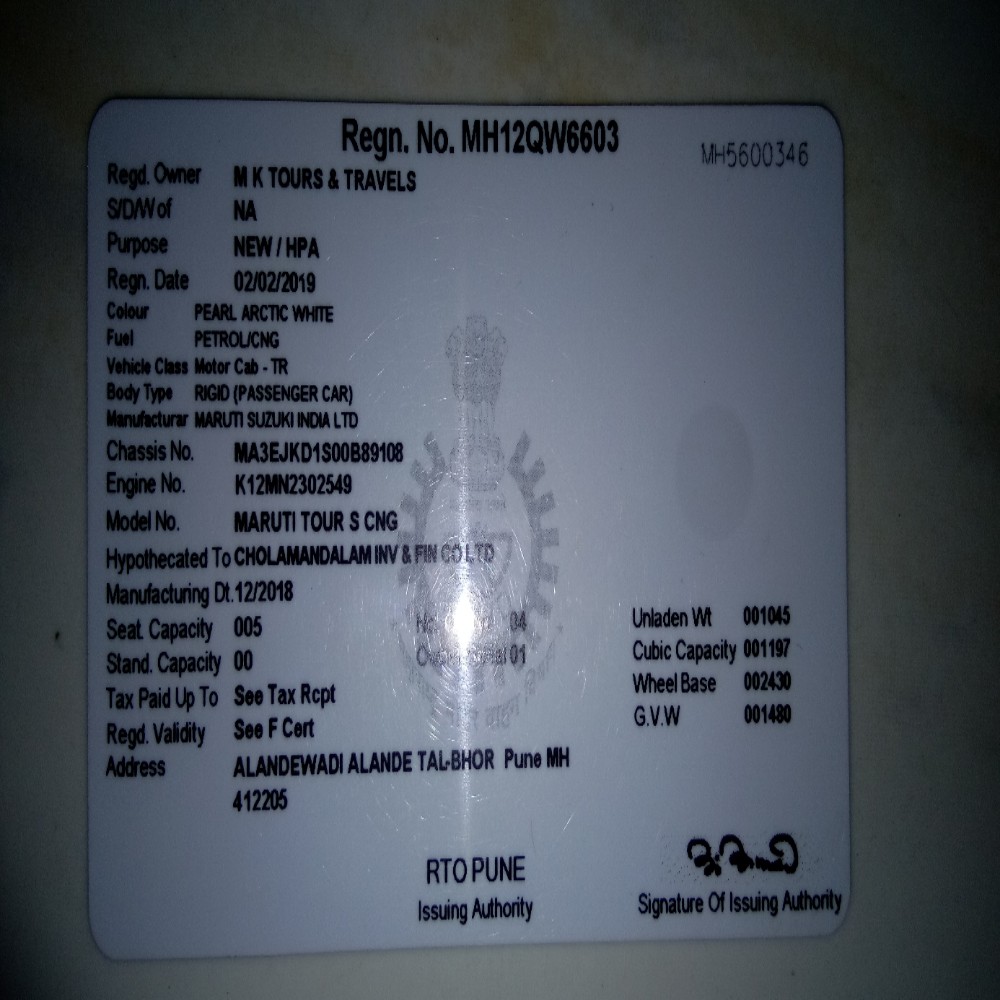 Regn. No. MH12QW6603
MH5600346
Regd. Owner M K TOURS & TRAVELS
S/D/W of NA
Purpose NEW / HPA
Regn. Date 02/02/2019
Colour PEARL ARCTIC WHITE
Fuel PETROL/CNG
Vehicle Class Motor Cab - TR
Body Type RIGID (PASSENGER CAR)
Manufacturar MARUTI SUZUKI INDIA LTD
Chassis No. MA3EJKD1S00B89108
Engine No. K12MN2302549
Model No. MARUTI TOUR S CNG
Hypothecated To CHOLAMANDALAM INV & FIN CO LTD
Manufacturing Dt. 12/2018
Seat. Capacity 005 04 Unladen Wt 001045
Stand. Capacity 00 01 Cubic Capacity 001197
Tax Paid Up To See Tax Rcpt Wheel Base 002430
Regd. Validity See F Cert G.V.W 001480
Address ALANDEWADI ALANDE TAL-BHOR Pune MH
412205
RTO PUNE
Issuing Authority
Signature Of Issuing Authority